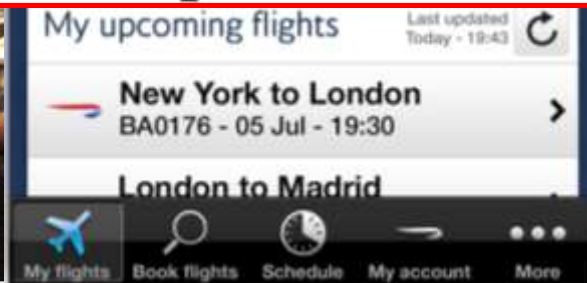 My upcoming flights
Last updated
Today - 19:43
New York to London
BA0176 - 05 Jul - 19:30
London to Madrid
My flights Book flights Schedule My account More